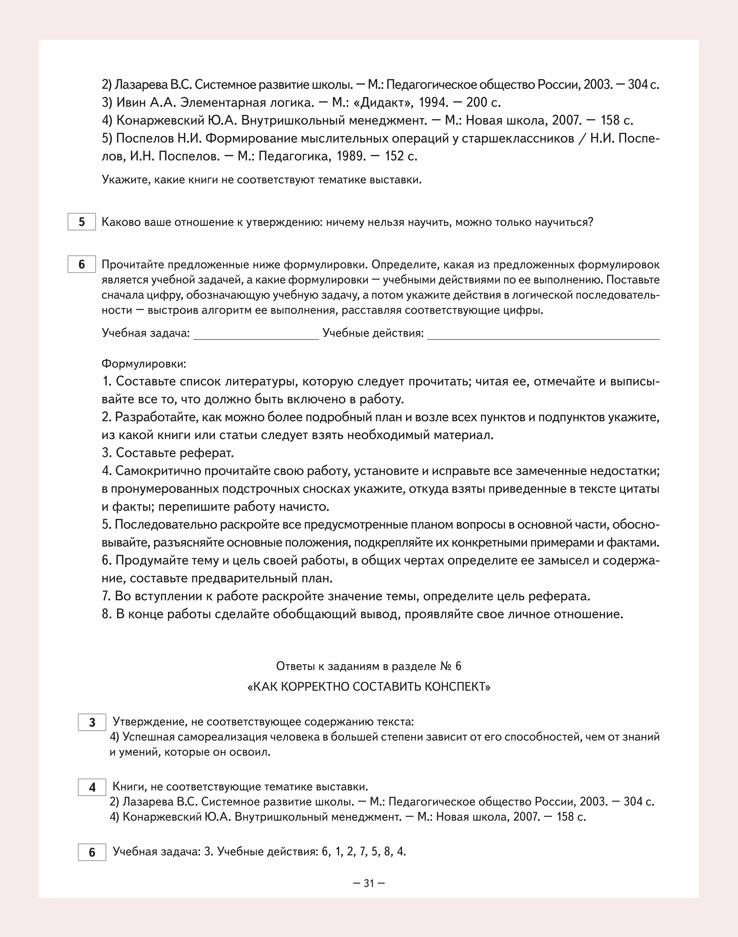 2) Лазарева В.С. Системное развитие школы. — М.: Педагогическое общество России, 2003. — 304 с.
3) Ивин А.А. Элементарная логика. — М.: «Дидакт», 1994. — 200 с.
4) Конаржевский Ю.А. Внутришкольный менеджмент. — М.: Новая школа, 2007. — 158 с.
5) Поспелов Н.И. Формирование мыслительных операций у старшеклассников / Н.И. Поспе-
лов, И.Н. Поспелов. — М.: Педагогика, 1989. — 152 с.
Укажите, какие книги не соответствуют тематике выставки.
5 Каково ваше отношение к утверждению: ничему нельзя научить, можно только научиться?
6 Прочитайте предложенные ниже формулировки. Определите, какая из предложенных формулировок
является учебной задачей, а какие формулировки — учебными действиями по ее выполнению. Поставьте
сначала цифру, обозначающую учебную задачу, а потом укажите действия в логической последователь-
ности — выстроив алгоритм ее выполнения, расставляя соответствующие цифры.
Учебная задача: ____________________ Учебные действия: ____________________
Формулировки:
1. Составьте список литературы, которую следует прочитать; читая ее, отмечайте и выписы-
вайте все то, что должно быть включено в работу.
2. Разработайте, как можно более подробный план и возле всех пунктов и подпунктов укажите,
из какой книги или статьи следует взять необходимый материал.
3. Составьте реферат.
4. Самокритично прочитайте свою работу, установите и исправьте все замеченные недостатки;
в пронумерованных подстрочных сносках укажите, откуда взяты приведенные в тексте цитаты
и факты; перепишите работу начисто.
5. Последовательно раскройте все предусмотренные планом вопросы в основной части, обосно-
вывайте, разъясняйте основные положения, подкрепляйте их конкретными примерами и фактами.
6. Продумайте тему и цель своей работы, в общих чертах определите ее замысел и содержа-
ние, составьте предварительный план.
7. Во вступлении к работе раскройте значение темы, определите цель реферата.
8. В конце работы сделайте обобщающий вывод, проявляйте свое личное отношение.
Ответы к заданиям в разделе № 6
«КАК КОРРЕКТНО СОСТАВИТЬ КОНСПЕКТ»
3 Утверждение, не соответствующее содержанию текста:
4) Успешная самореализация человека в большей степени зависит от его способностей, чем от знаний
и умений, которые он освоил.
4 Книги, не соответствующие тематике выставки.
2) Лазарева В.С. Системное развитие школы. — М.: Педагогическое общество России, 2003. — 304 с.
4) Конаржевский Ю.А. Внутришкольный менеджмент. — М.: Новая школа, 2007. — 158 с.
6 Учебная задача: 3. Учебные действия: 6, 1, 2, 7, 5, 8, 4.
— 31 —